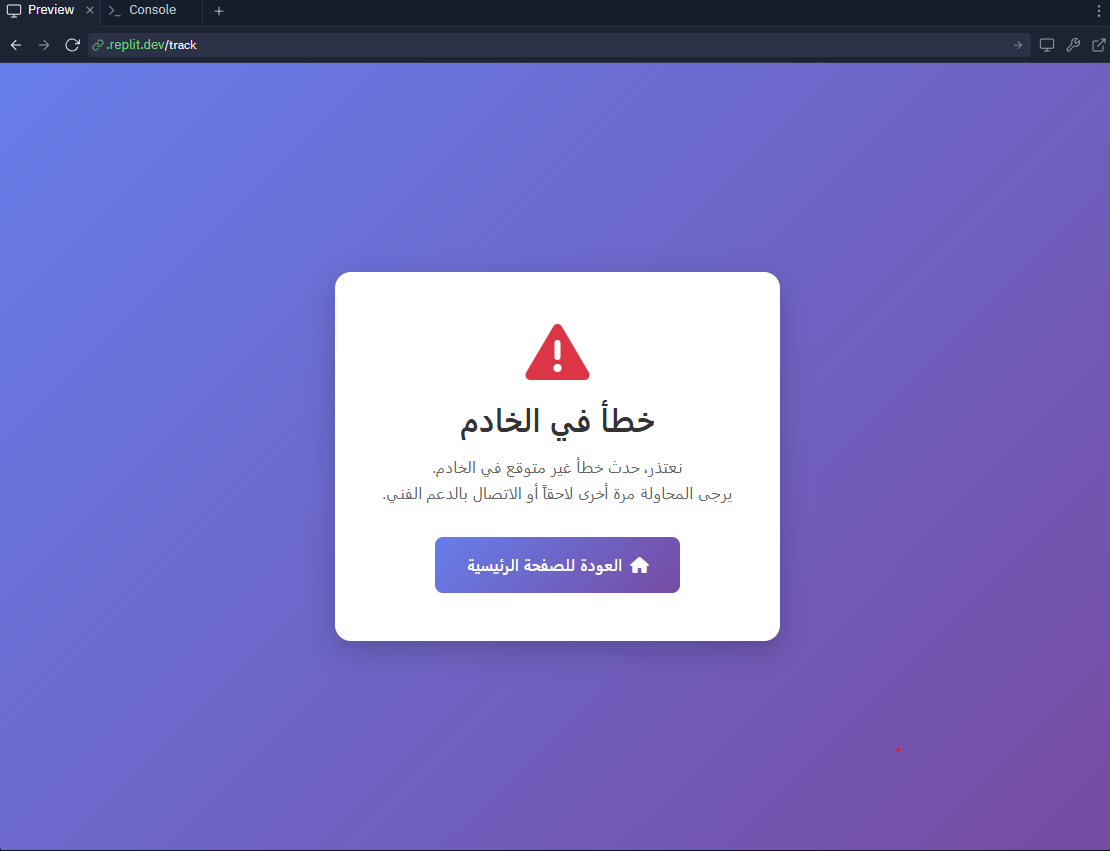 Preview
Console
.replit.dev/track
خطأ في الخادم
نعتذر، حدث خطأ غير متوقع في الخادم.
يرجى المحاولة مرة أخرى لاحقاً أو الاتصال بالدعم الفني.
العودة للصفحة الرئيسية